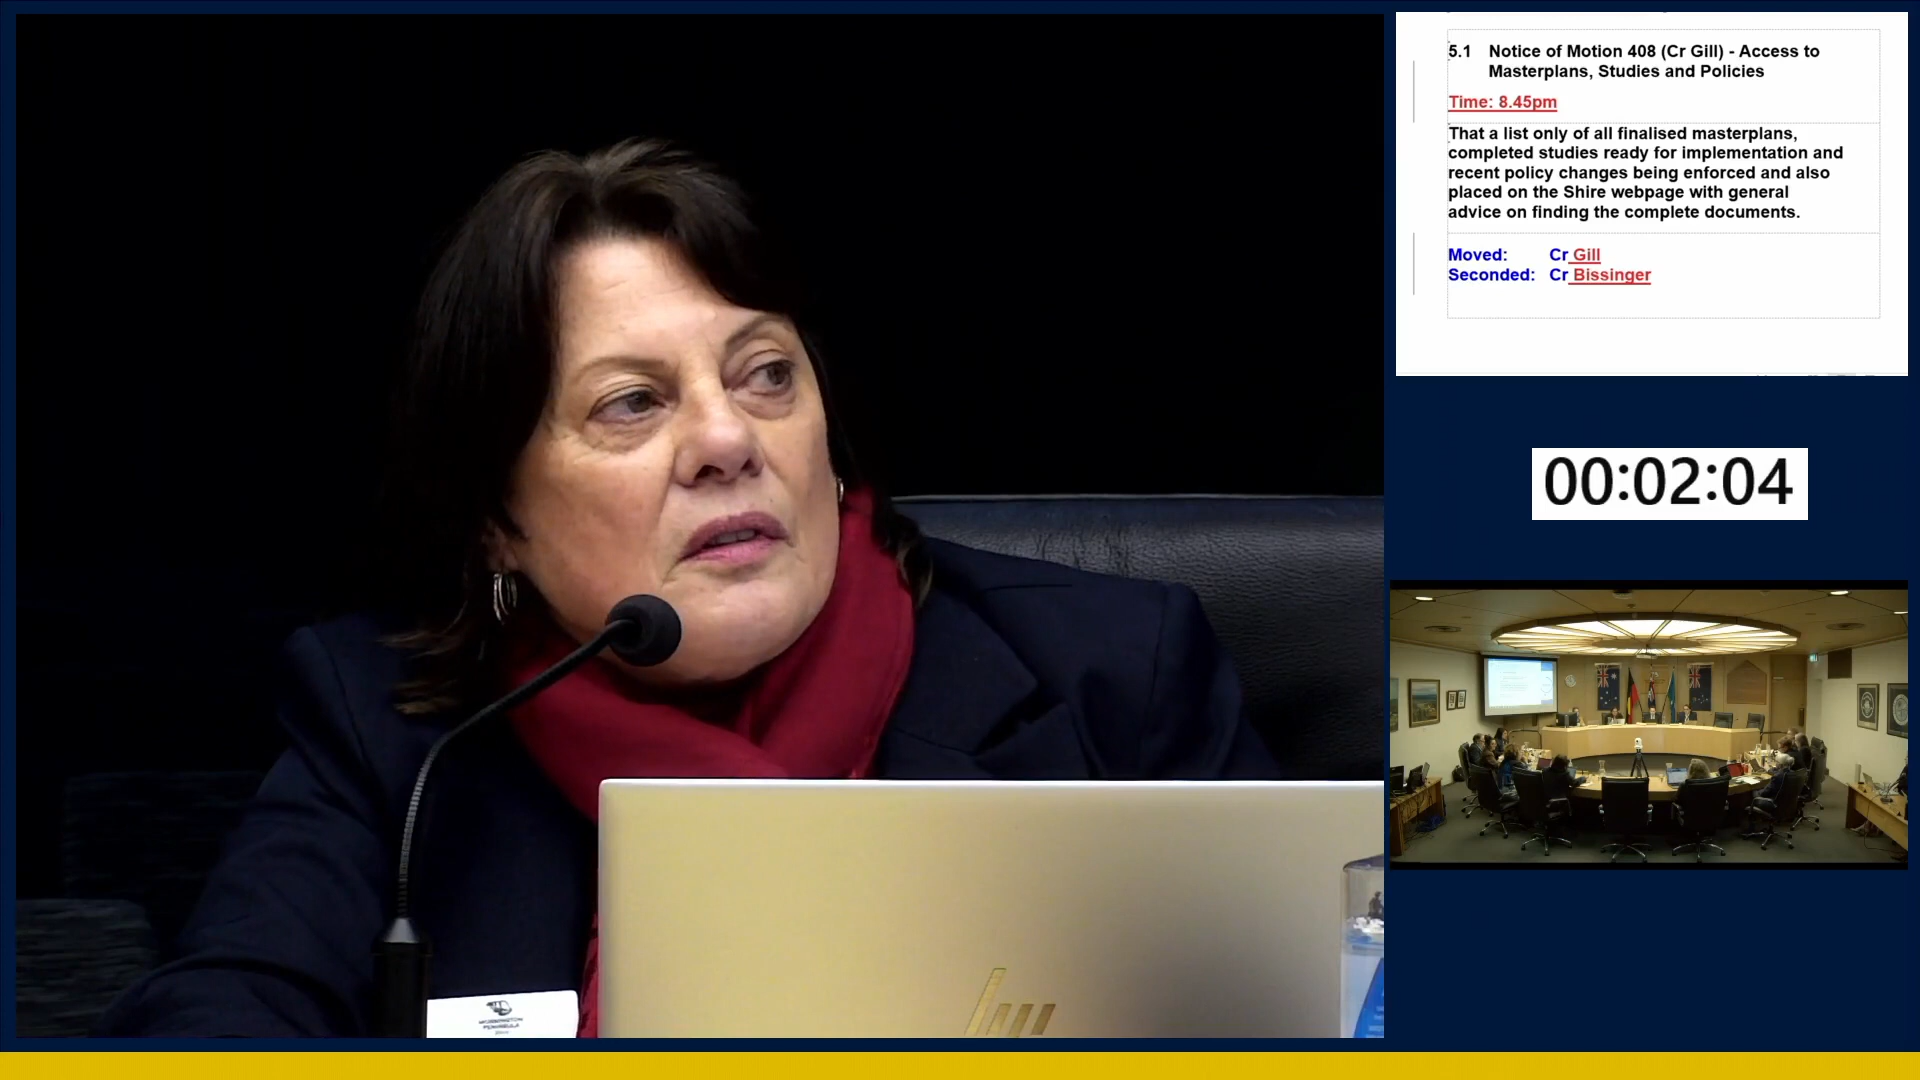 5.1 Notice of Motion 408 (Cr Gill) - Access to
Masterplans, Studies and Policies
Time: 8.45pm
That a list only of all finalised masterplans,
completed studies ready for implementation and
recent policy changes being enforced and also
placed on the Shire webpage with general
advice on finding the complete documents.
Moved: Cr Gill
Seconded: Cr Bissinger
00:02:04
MORNINGTON
PENINSULA
hp